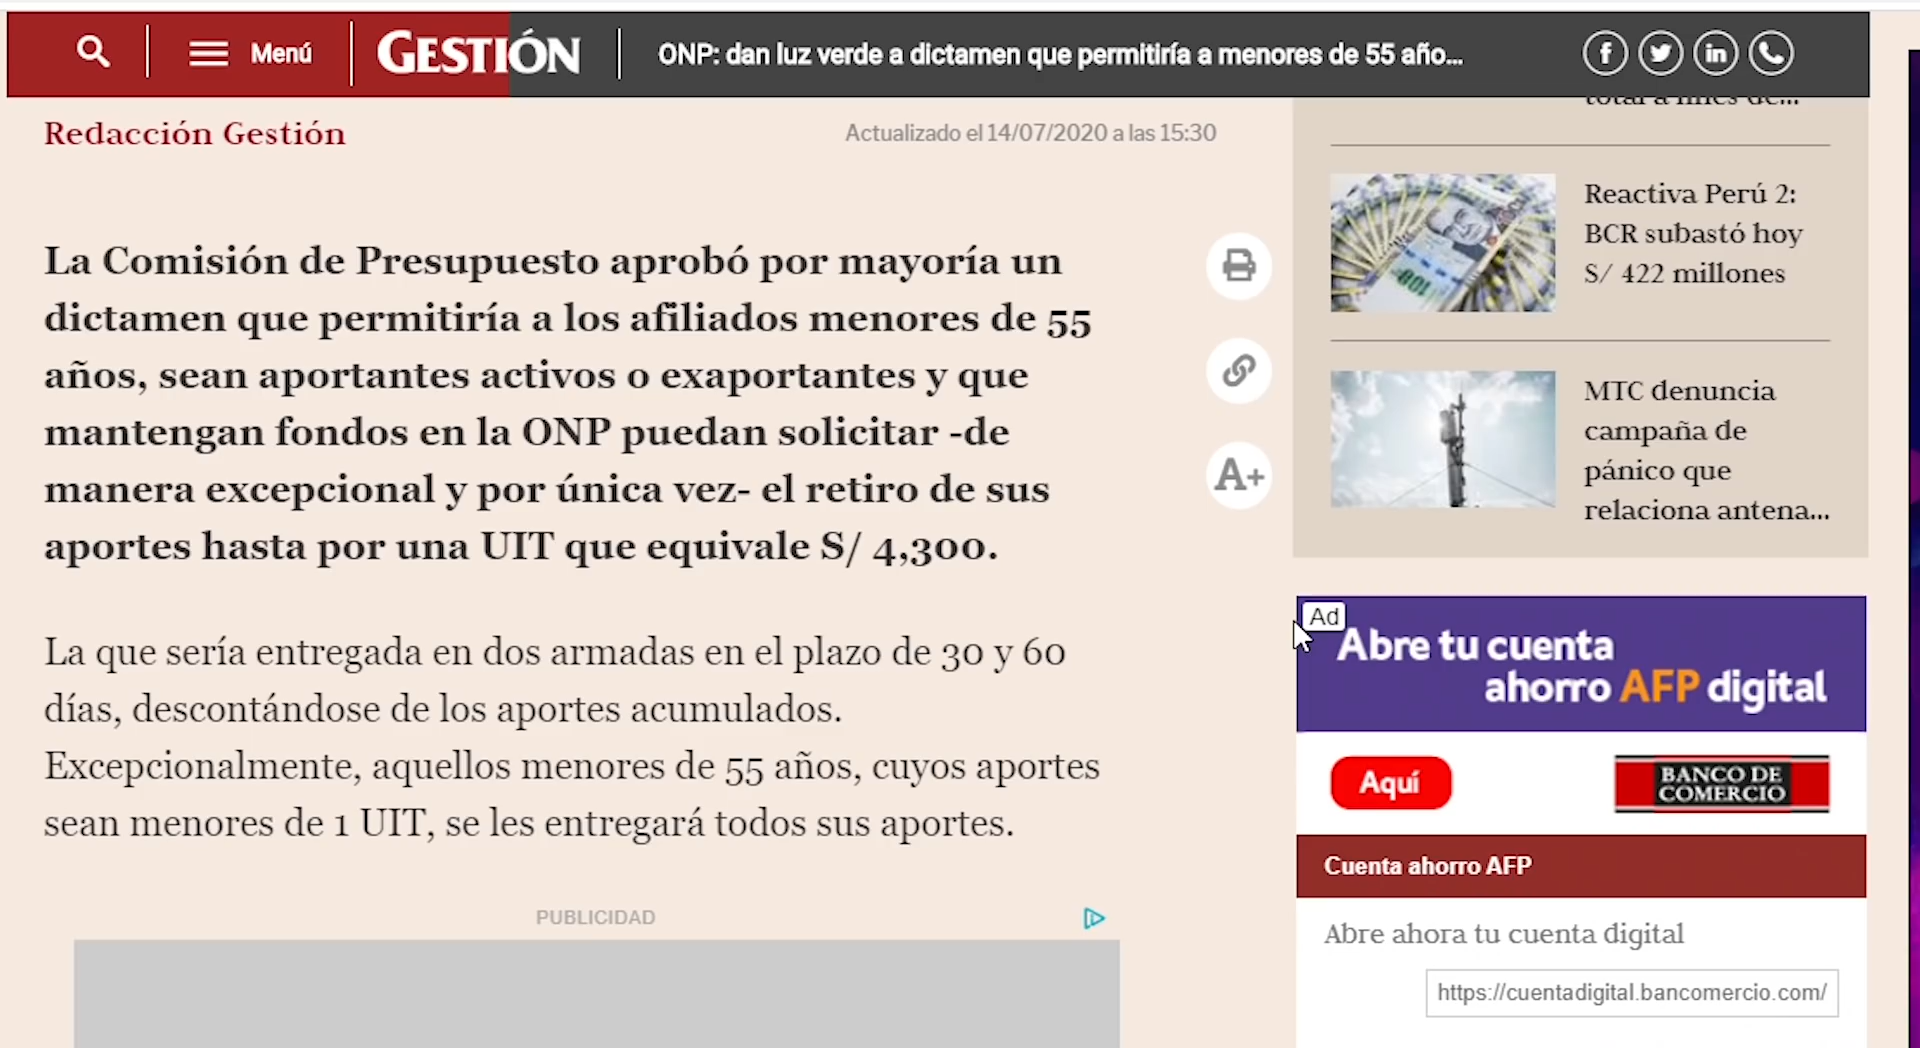 Menú
GESTIÓN
ONP: dan luz verde a dictamen que permitiría a menores de 55 año...
Redacción Gestión
Actualizado el 14/07/2020 a las 15:30
La Comisión de Presupuesto aprobó por mayoría un
dictamen que permitiría a los afiliados menores de 55
años, sean aportantes activos o exaportantes y que
mantengan fondos en la ONP puedan solicitar -de
manera excepcional y por única vez- el retiro de sus
aportes hasta por una UIT que equivale S/ 4,300.
La que sería entregada en dos armadas en el plazo de 30 y 60
días, descontándose de los aportes acumulados.
Excepcionalmente, aquellos menores de 55 años, cuyos aportes
sean menores de 1 UIT, se les entregará todos sus aportes.
PUBLICIDAD
A+
total a fines de...
Reactiva Perú 2:
BCR subastó hoy
S/ 422 millones
MTC denuncia
campaña de
pánico que
relaciona antena...
Ad
Abre tu cuenta
ahorro AFP digital
Aquí
BANCO DE
COMERCIO
Cuenta ahorro AFP
Abre ahora tu cuenta digital
https://cuentadigital.bancomercio.com/